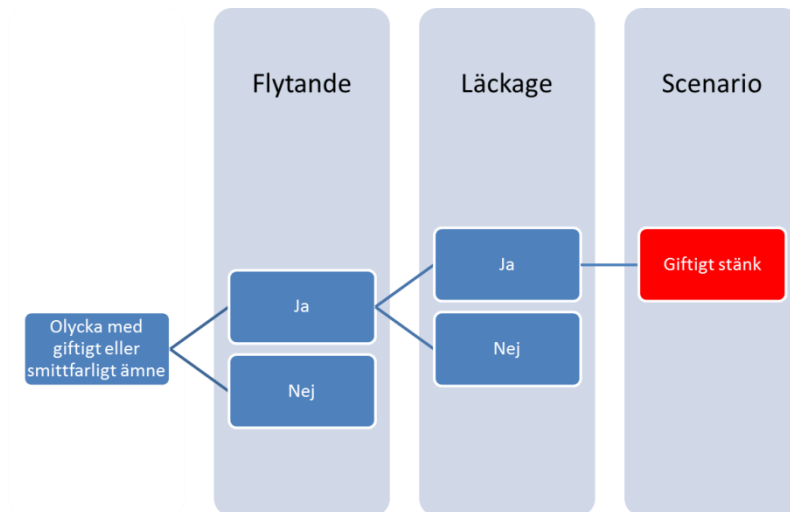 Flytande
Läckage
Scenario
Ja
Giftigt stänk
Ja
Olycka med
giftigt eller
smittfarligt ämne
Nej
Nej